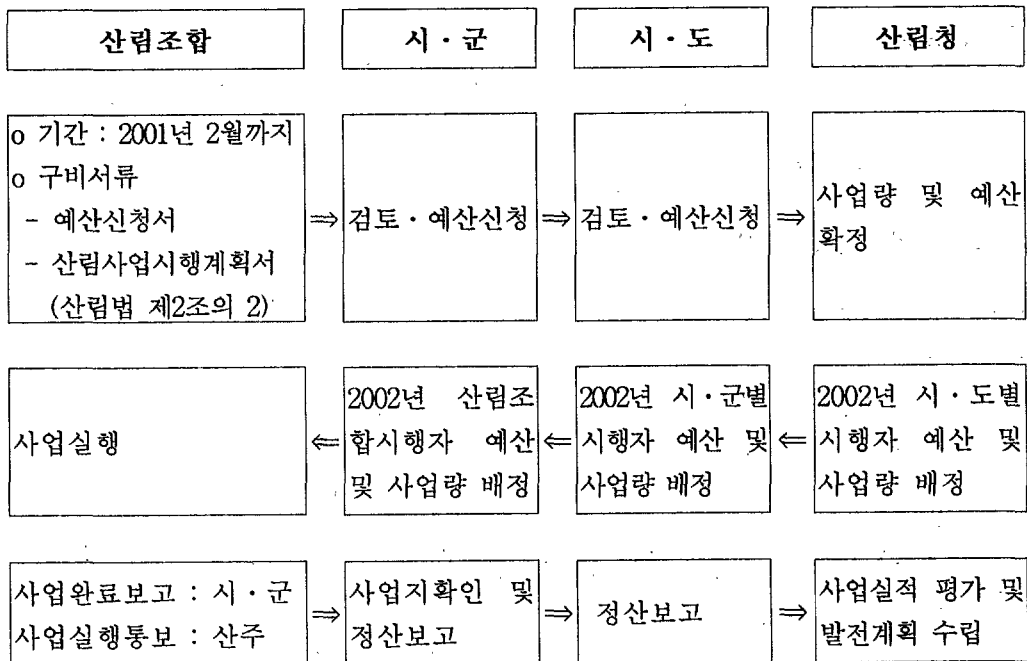 산림조합 시·군 시·도 산림청
o 기간 : 2001년 2월까지
o 구비서류
- 예산신청서
- 산림사업시행계획서
(산림법 제2조의 2)
⇒
검토·예산신청
⇒
검토·예산신청
⇒
사업량 및 예산
확정
사업실행
⇐
2002년 산림조
합시행자 예산
및 사업량 배정
⇐
2002년 시·군별
시행자 예산 및
사업량 배정
⇐
2002년 시·도별
시행자 예산 및
사업량 배정
사업완료보고 : 시·군
사업실행통보 : 산주
⇒
사업지확인 및
정산보고
⇒
정산보고
⇒
사업실적 평가 및
발전계획 수립